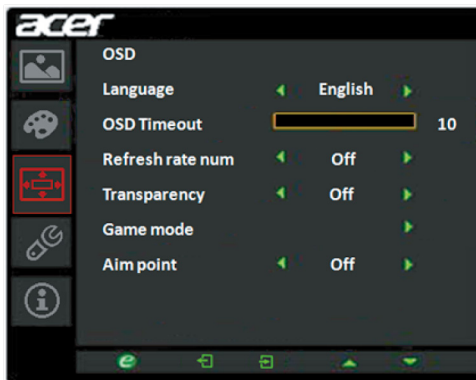 acer
OSD
Language English
OSD Timeout 10
Refresh rate num Off
Transparency Off
Game mode
Aim point Off
e